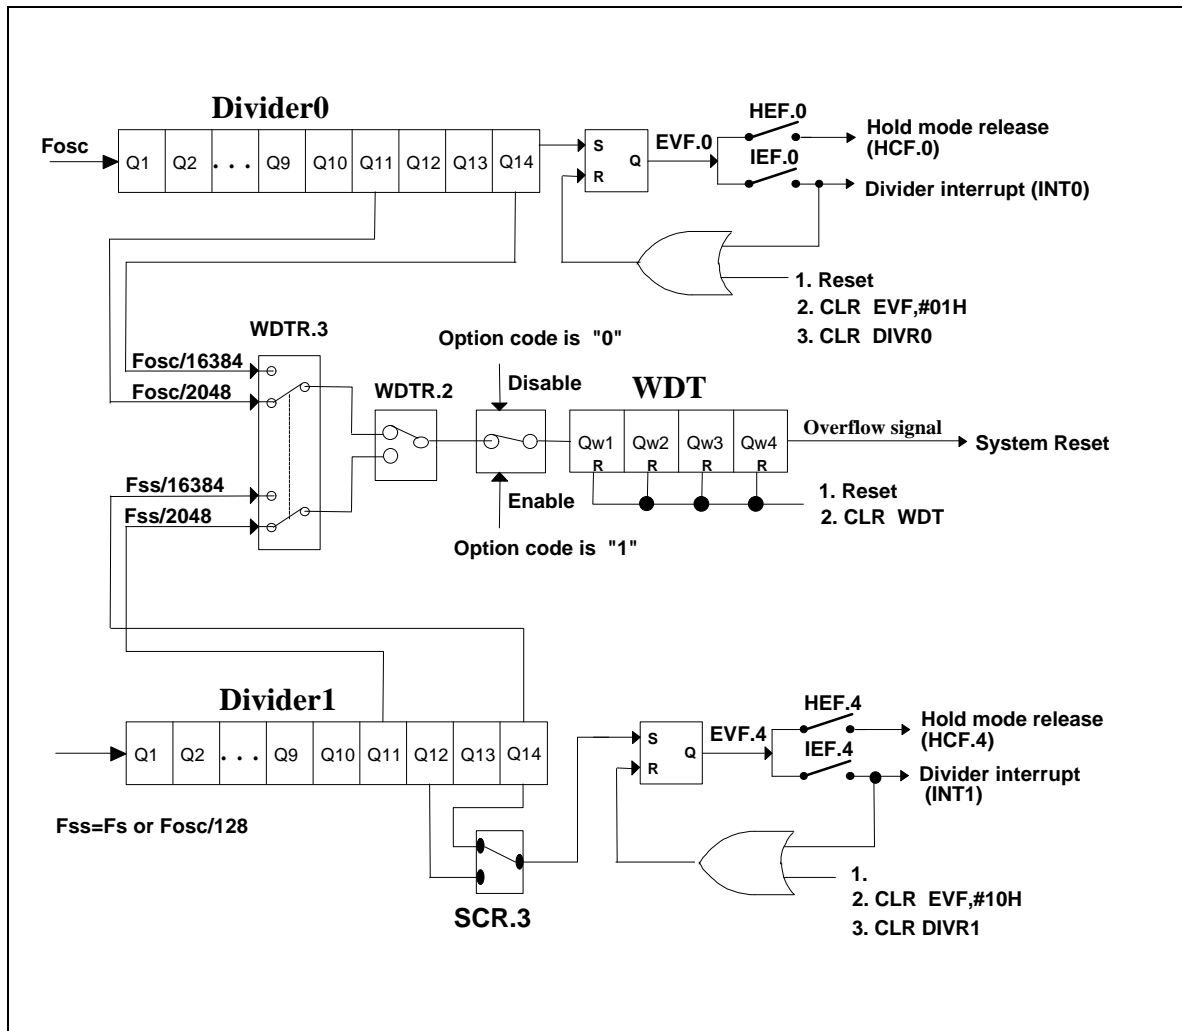 Divider0
Fosc
Q1 Q2 ... Q9 Q10 Q11 Q12 Q13 Q14
S
R
Q
EVF.0
HEF.0
IEF.0
Hold mode release
(HCF.0)
Divider interrupt (INT0)
1. Reset
2. CLR EVF,#01H
3. CLR DIVR0
WDTR.3
Fosc/16384
Fosc/2048
Fss/16384
Fss/2048
WDTR.2
Option code is "0"
Disable
Enable
Option code is "1"
WDT
Qw1 Qw2 Qw3 Qw4
R R R R
Overflow signal
System Reset
1. Reset
2. CLR WDT
Divider1
Q1 Q2 ... Q9 Q10 Q11 Q12 Q13 Q14
Fss=Fs or Fosc/128
SCR.3
S
R
Q
EVF.4
HEF.4
IEF.4
Hold mode release
(HCF.4)
Divider interrupt
(INT1)
1.
2. CLR EVF,#10H
3. CLR DIVR1